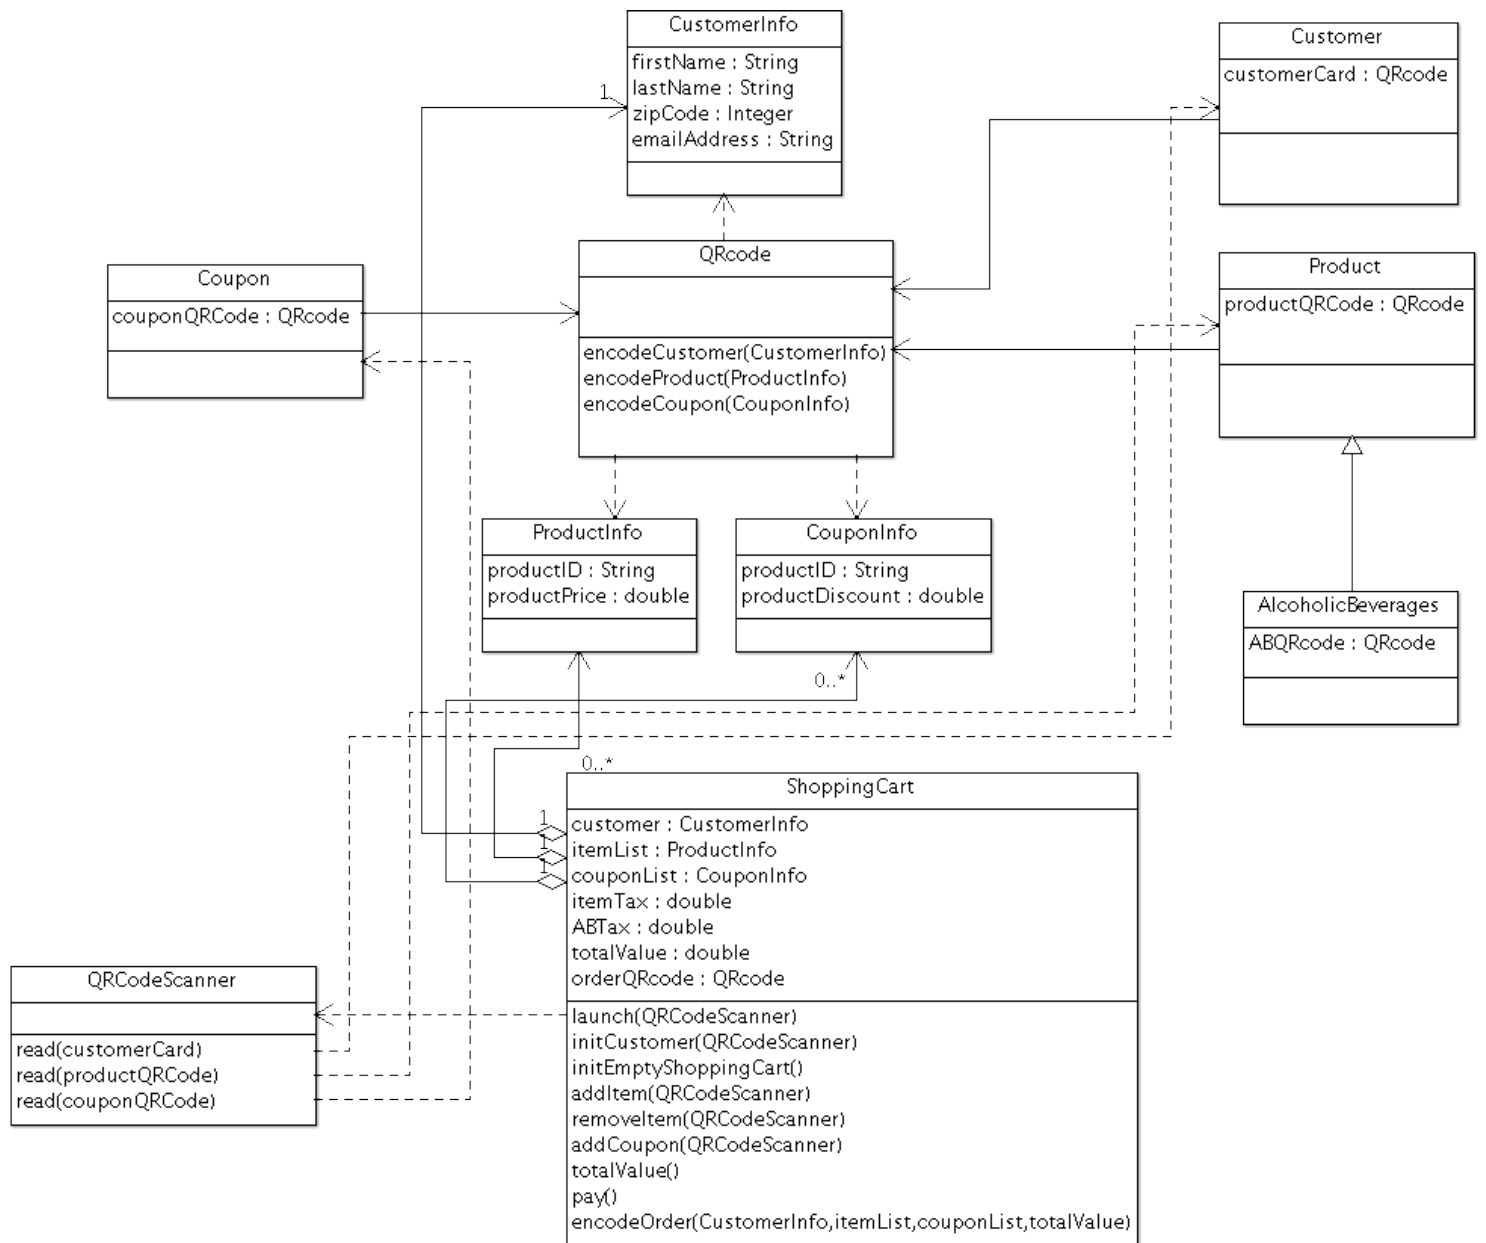 CustomerInfo
firstName : String
lastName : String
zipCode : Integer
emailAddress : String
1
Customer
customerCard : QRcode
QRcode
encodeCustomer(CustomerInfo)
encodeProduct(ProductInfo)
encodeCoupon(CouponInfo)
Coupon
couponQRCode : QRcode
Product
productQRCode : QRcode
ProductInfo
productID : String
productPrice : double
CouponInfo
productID : String
productDiscount : double
AlcoholicBeverages
ABQRcode : QRcode
0..*
0..*
ShoppingCart
1
1
1
customer : CustomerInfo
itemList : ProductInfo
couponList : CouponInfo
itemTax : double
ABTax : double
totalValue : double
orderQRcode : QRcode
launch(QRCodeScanner)
initCustomer(QRCodeScanner)
initEmptyShoppingCart()
addItem(QRCodeScanner)
removeItem(QRCodeScanner)
addCoupon(QRCodeScanner)
totalValue()
pay()
encodeOrder(CustomerInfo,itemList,couponList,totalValue)
QRCodeScanner
read(customerCard)
read(productQRCode)
read(couponQRCode)